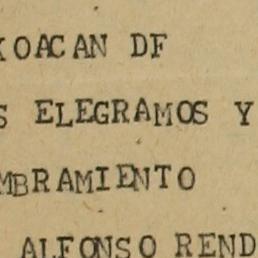 XOACAN DF
S ELEGRAMOS Y
MBRAMIENTO
ALFONSO REND